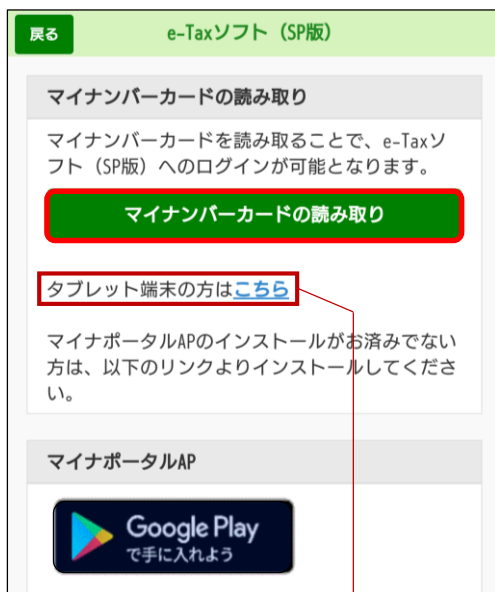 戻る
e-Taxソフト（SP版）
マイナンバーカードの読み取り
マイナンバーカードを読み取ることで、e-Taxソ
フト（SP版）へのログインが可能となります。
マイナンバーカードの読み取り
タブレット端末の方はこちら
マイナポータルAPのインストールがお済みでない
方は、以下のリンクよりインストールしてくださ
い。
マイナポータルAP
Google Play
で手に入れよう